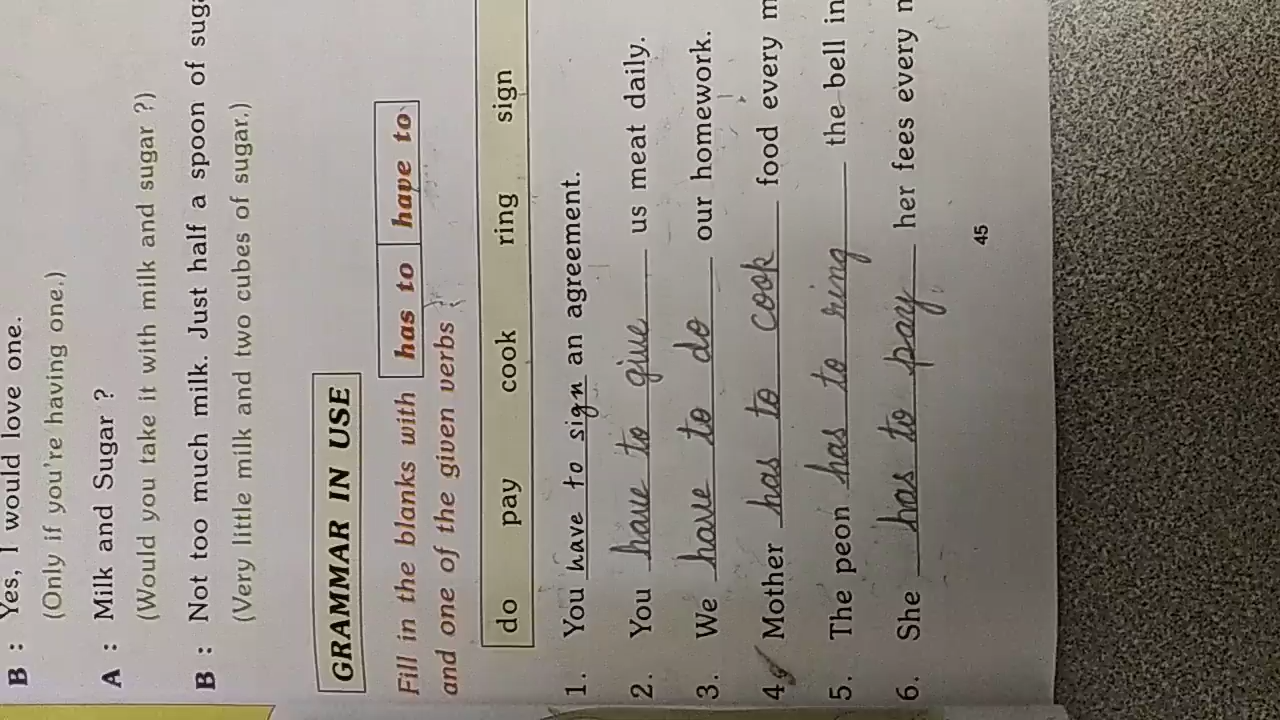 B : Yes, I would love one.
(Only if you're having one.)
A : Milk and Sugar ?
(Would you take it with milk and sugar ?)
B : Not too much milk. Just half a spoon of
(Very little milk and two cubes of sugar.)
GRAMMAR IN USE
Fill in the blanks with has to have to
and one of the given verbs :
do pay cook ring sign
1. You have to sign an agreement.
2. You have to give us meat daily.
3. We have to do our homework.
4 Mother has to cook food every
5. The peon has to ring the bell in
6. She has to pay her fees every
45